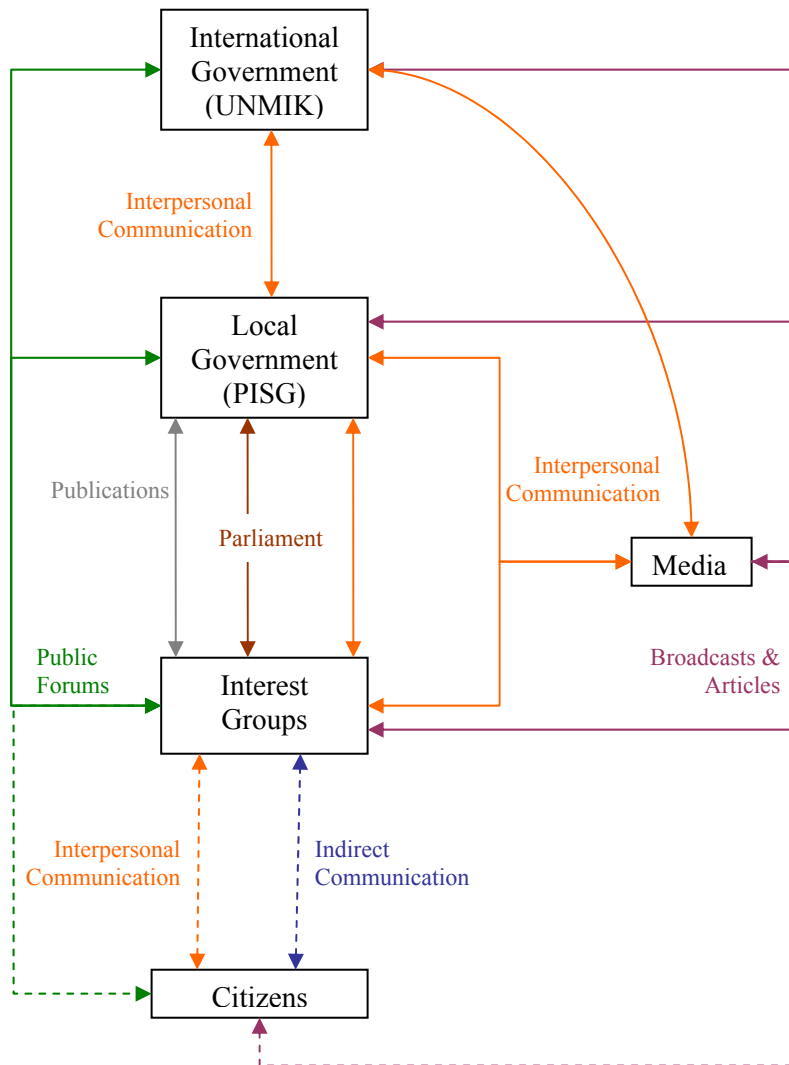 International
Government
(UNMIK)
Interpersonal
Communication
Local
Government
(PISG)
Publications
Parliament
Interpersonal
Communication
Media
Public
Forums
Interest
Groups
Broadcasts &
Articles
Interpersonal
Communication
Indirect
Communication
Citizens